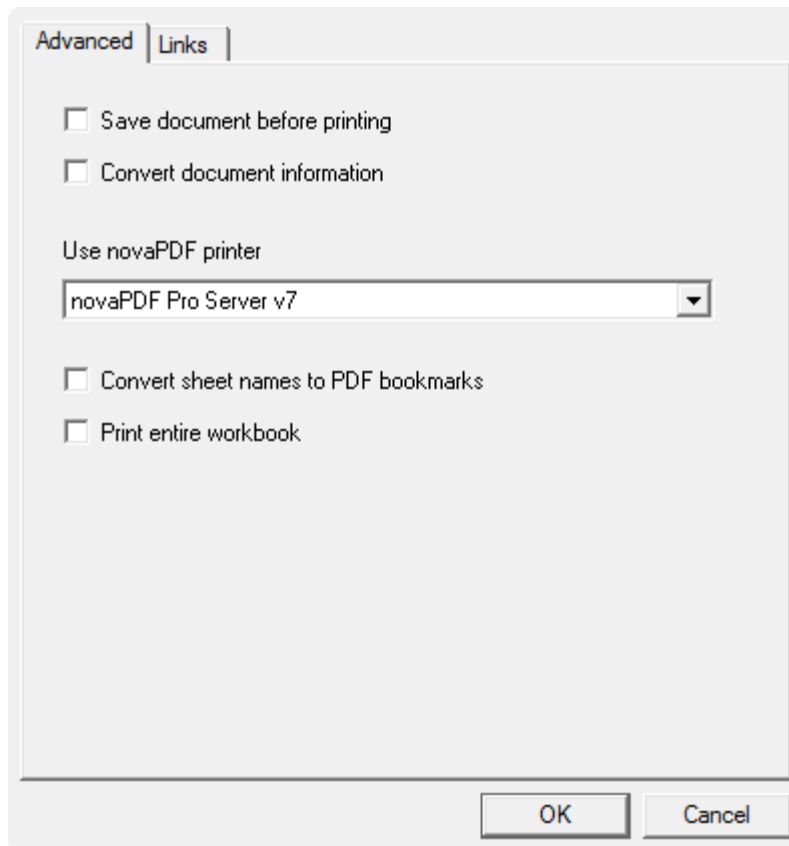 Advanced Links
Save document before printing
Convert document information
Use novaPDF printer
novaPDF Pro Server v7
Convert sheet names to PDF bookmarks
Print entire workbook
OK Cancel